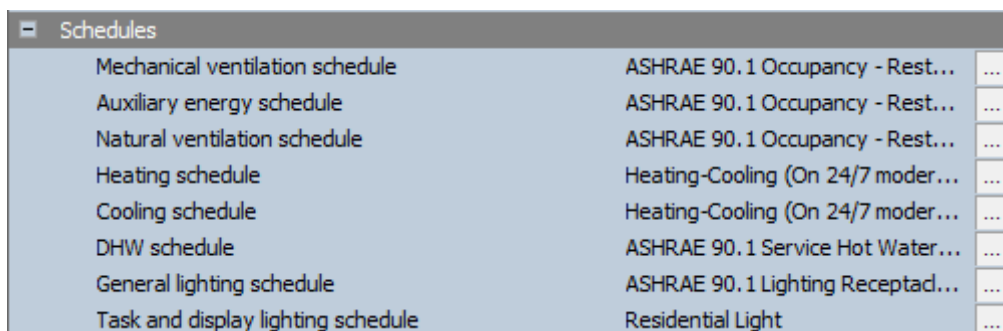 Schedules
Mechanical ventilation schedule ASHRAE 90.1 Occupancy - Rest... ...
Auxiliary energy schedule ASHRAE 90.1 Occupancy - Rest... ...
Natural ventilation schedule ASHRAE 90.1 Occupancy - Rest... ...
Heating schedule Heating-Cooling (On 24/7 moder... ...
Cooling schedule Heating-Cooling (On 24/7 moder... ...
DHW schedule ASHRAE 90.1 Service Hot Water... ...
General lighting schedule ASHRAE 90.1 Lighting Receptacl... ...
Task and display lighting schedule Residential Light ...